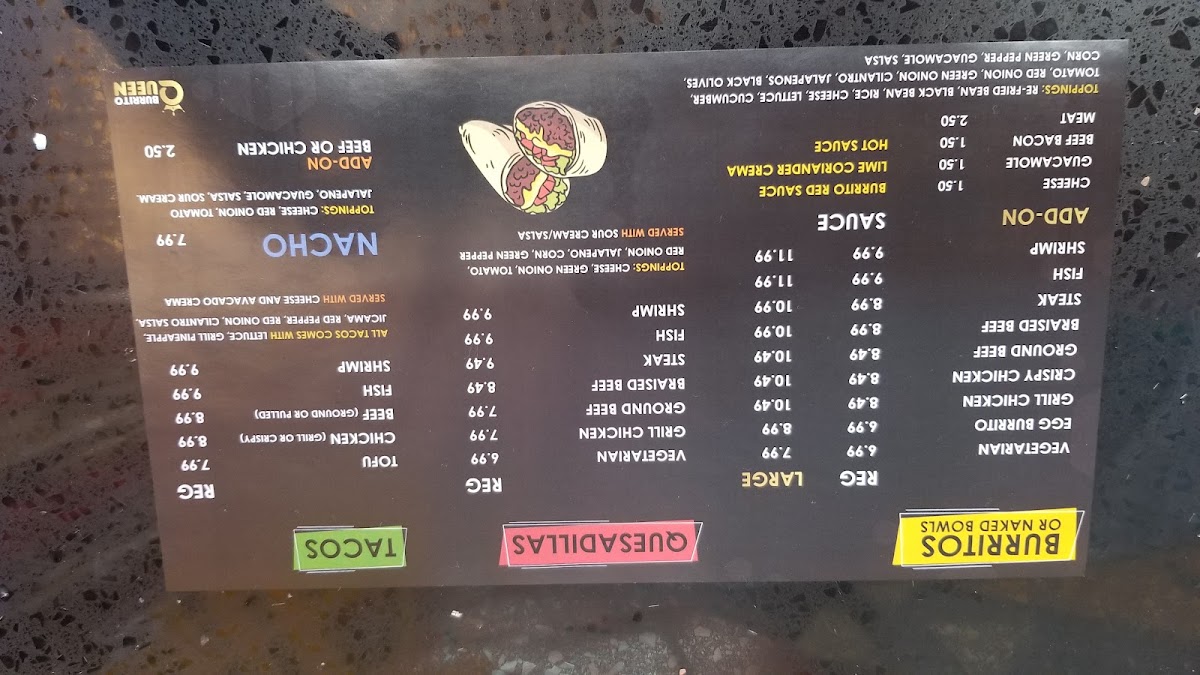 BURRITOS
OR NAKED BOWLS
REG LARGE
VEGETARIAN 6.99 7.99
EGG BURRITO 6.99 8.99
GRILL CHICKEN 8.49 10.49
CRISPY CHICKEN 8.49 10.49
GROUND BEEF 8.49 10.49
BRAISED BEEF 8.99 10.99
STEAK 8.99 10.99
FISH 9.99 11.99
SHRIMP 9.99 11.99
ADD-ON
CHEESE 1.50
GUACAMOLE 1.50
BEEF BACON 1.50
MEAT 2.50
SAUCE
BURRITO RED SAUCE
LIME CORIANDER CREMA
HOT SAUCE
TOPPINGS: RE-FRIED BEAN, BLACK BEAN, RICE, CHEESE, LETTUCE, CUCUMBER,
TOMATO, RED ONION, GREEN ONION, CILANTRO, JALAPENOS, BLACK OLIVES,
CORN, GREEN PEPPER, GUACAMOLE, SALSA
QUESADILLAS
REG
VEGETARIAN 6.99
GRILL CHICKEN 7.99
GROUND BEEF 7.99
BRAISED BEEF 8.49
STEAK 9.49
FISH 9.99
SHRIMP 9.99
TOPPINGS: CHEESE, GREEN ONION, TOMATO,
RED ONION, JALAPENO, CORN, GREEN PEPPER
SERVED WITH SOUR CREAM/SALSA
TACOS
REG
TOFU 7.99
CHICKEN (GRILL OR CRISPY) 8.99
BEEF (GROUND OR PULLED) 8.99
FISH 9.99
SHRIMP 9.99
ALL TACOS COMES WITH LETTUCE, GRILL PINEAPPLE,
JICAMA, RED PEPPER, RED ONION, CILANTRO, SALSA,
SERVED WITH CHEESE AND AVACADO CREMA
NACHO 7.99
TOPPINGS: CHEESE, RED ONION, TOMATO
JALAPENO, GUACAMOLE, SALSA, SOUR CREAM.
ADD-ON
BEEF OR CHICKEN 2.50
BURRITO
QUEEN